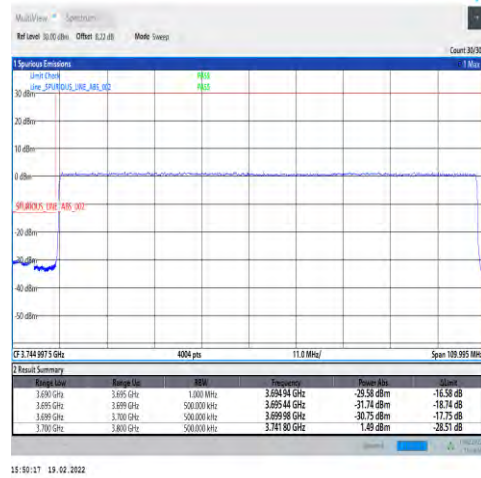 MultiView Spectrum
Ref Level 30.00 dBm Offset 8.22 dB Mode Sweep
Count 30/30
1 Spurious Emissions 1 Max
Limit Check PASS
Line _SPURIOUS_LINE_ABS_002 PASS
30 dBm
20 dBm
10 dBm
0 dBm
_SPURIOUS_LINE_ABS_002
-20 dBm
-30 dBm
-40 dBm
-50 dBm
CF 3.744 997 5 GHz 4004 pts 11.0 MHz/ Span 109.995 MHz
2 Result Summary
Range Low Range Up RBW Frequency Power Abs ΔLimit
3.690 GHz 3.695 GHz 1.000 MHz 3.694 94 GHz -29.58 dBm -16.58 dB
3.695 GHz 3.699 GHz 500.000 kHz 3.695 44 GHz -31.74 dBm -18.74 dB
3.699 GHz 3.700 GHz 500.000 kHz 3.699 98 GHz -30.75 dBm -17.75 dB
3.700 GHz 3.800 GHz 500.000 kHz 3.741 80 GHz 1.49 dBm -28.51 dB
15:50:17 19.02.2022